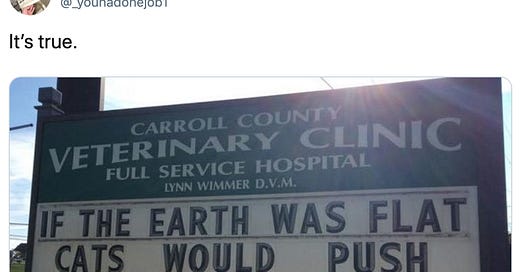 @_youhadonejob1
It's true.
CARROLL COUNTY
VETERINARY CLINIC
FULL SERVICE HOSPITAL
LYNN WIMMER D.V.M.
IF THE EARTH WAS FLAT
CATS WOULD PUSH